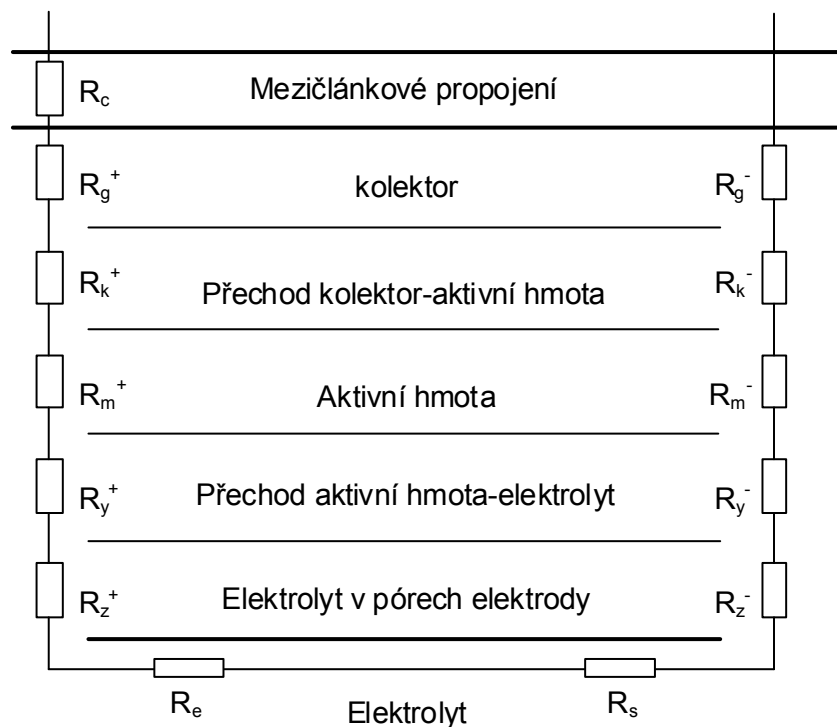 R_c Mezičlánkové propojení
R_g^+ kolektor R_g^-
R_k^+ Přechod kolektor-aktivní hmota R_k^-
R_m^+ Aktivní hmota R_m^-
R_y^+ Přechod aktivní hmota-elektrolyt R_y^-
R_z^+ Elektrolyt v pórech elektrody R_z^-
R_e Elektrolyt R_s